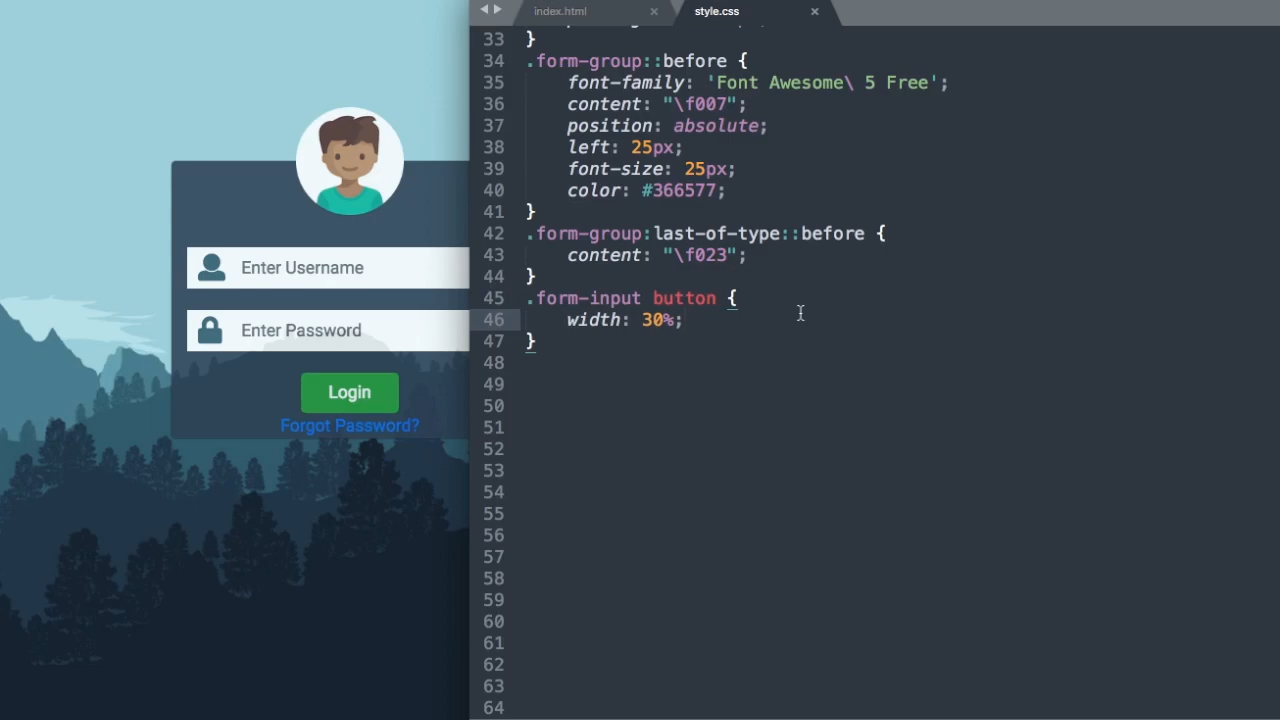 index.html
style.css
33 }
34 .form-group::before {
35 font-family: 'Font Awesome\ 5 Free';
36 content: "\f007";
37 position: absolute;
38 left: 25px;
39 font-size: 25px;
40 color: #366577;
41 }
42 .form-group:last-of-type::before {
43 content: "\f023";
44 }
45 .form-input button {
46 width: 30%;
47 }
48
49
50
51
52
53
54
55
56
57
58
59
60
61
62
63
64
Enter Username
Enter Password
Login
Forgot Password?